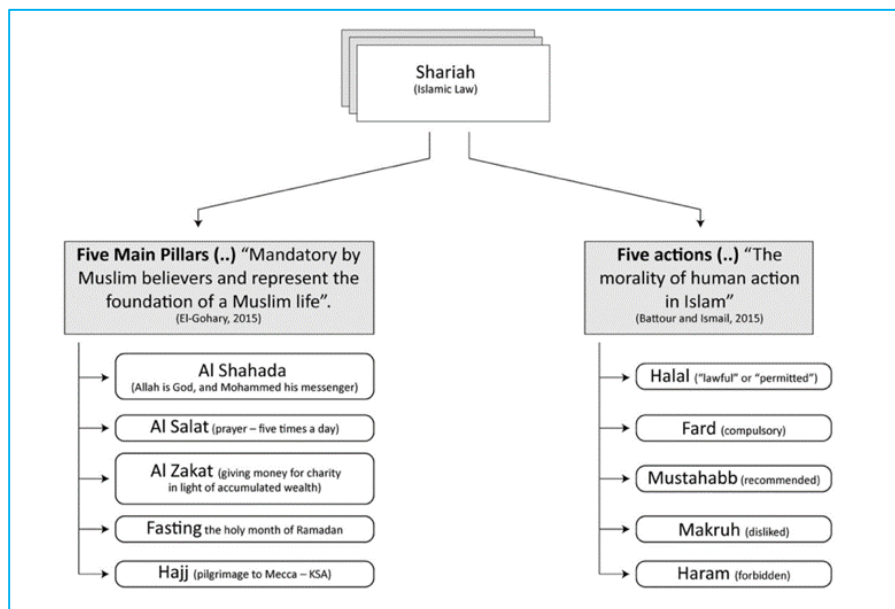 Shariah
(Islamic Law)
Five Main Pillars (..) “Mandatory by
Muslim believers and represent the
foundation of a Muslim life”.
(El-Gohary, 2015)
Al Shahada
(Allah is God, and Mohammed his messenger)
Al Salat (prayer – five times a day)
Al Zakat (giving money for charity
in light of accumulated wealth)
Fasting the holy month of Ramadan
Hajj (pilgrimage to Mecca – KSA)
Five actions (..) “The
morality of human action
in Islam”
(Battour and Ismail, 2015)
Halal (“lawful” or “permitted”)
Fard (compulsory)
Mustahabb (recommended)
Makruh (disliked)
Haram (forbidden)